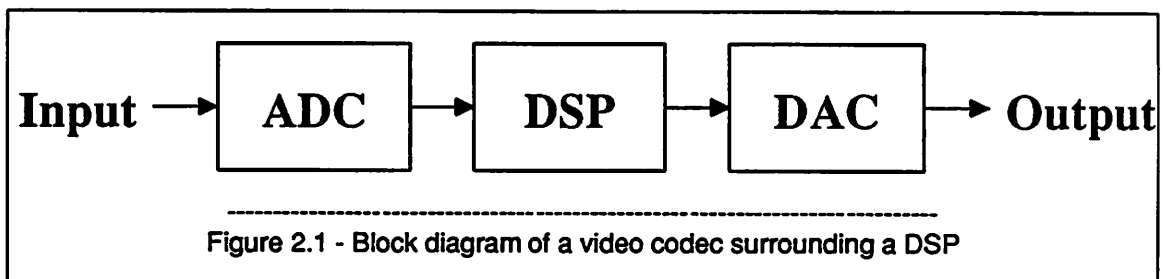 Input ADC DSP DAC Output
Figure 2.1 - Block diagram of a video codec surrounding a DSP